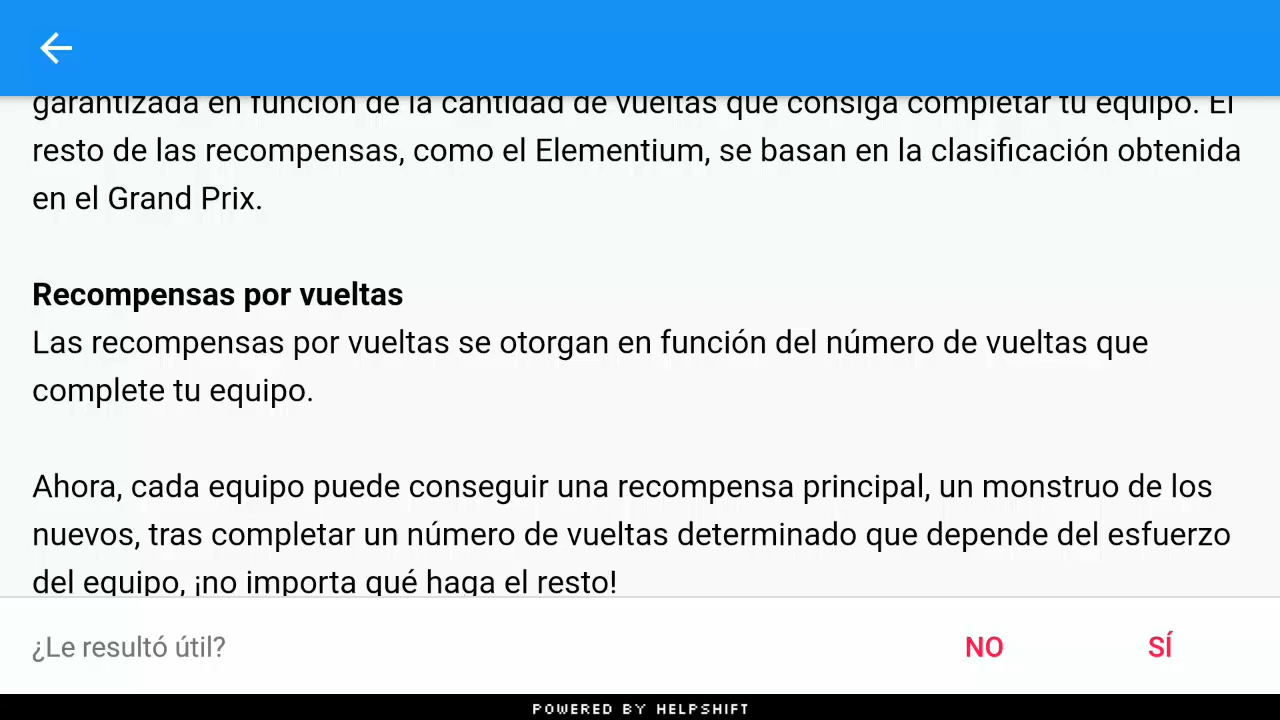 garantizada en función de la cantidad de vueltas que consiga completar tu equipo. El
resto de las recompensas, como el Elementium, se basan en la clasificación obtenida
en el Grand Prix.
Recompensas por vueltas
Las recompensas por vueltas se otorgan en función del número de vueltas que
complete tu equipo.
Ahora, cada equipo puede conseguir una recompensa principal, un monstruo de los
nuevos, tras completar un número de vueltas determinado que depende del esfuerzo
del equipo, ¡no importa qué haga el resto!
¿Le resultó útil?
NO
SÍ
POWERED BY HELPSHIFT